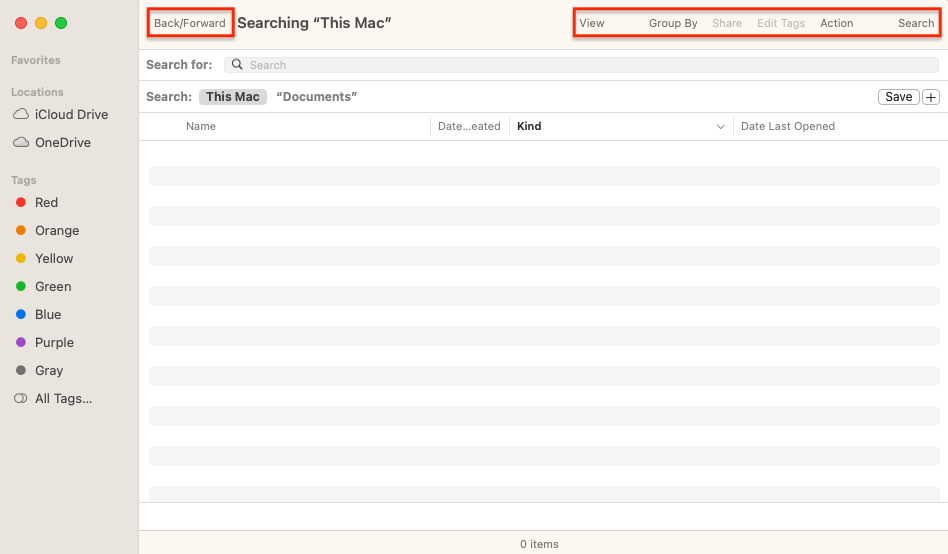 Back/Forward Searching “This Mac” View Group By Share Edit Tags Action Search
Favorites
Locations
iCloud Drive
OneDrive
Tags
Red
Orange
Yellow
Green
Blue
Purple
Gray
All Tags...
Search for: Search
Search: This Mac “Documents” Save +
Name Date...eated Kind Date Last Opened
0 items